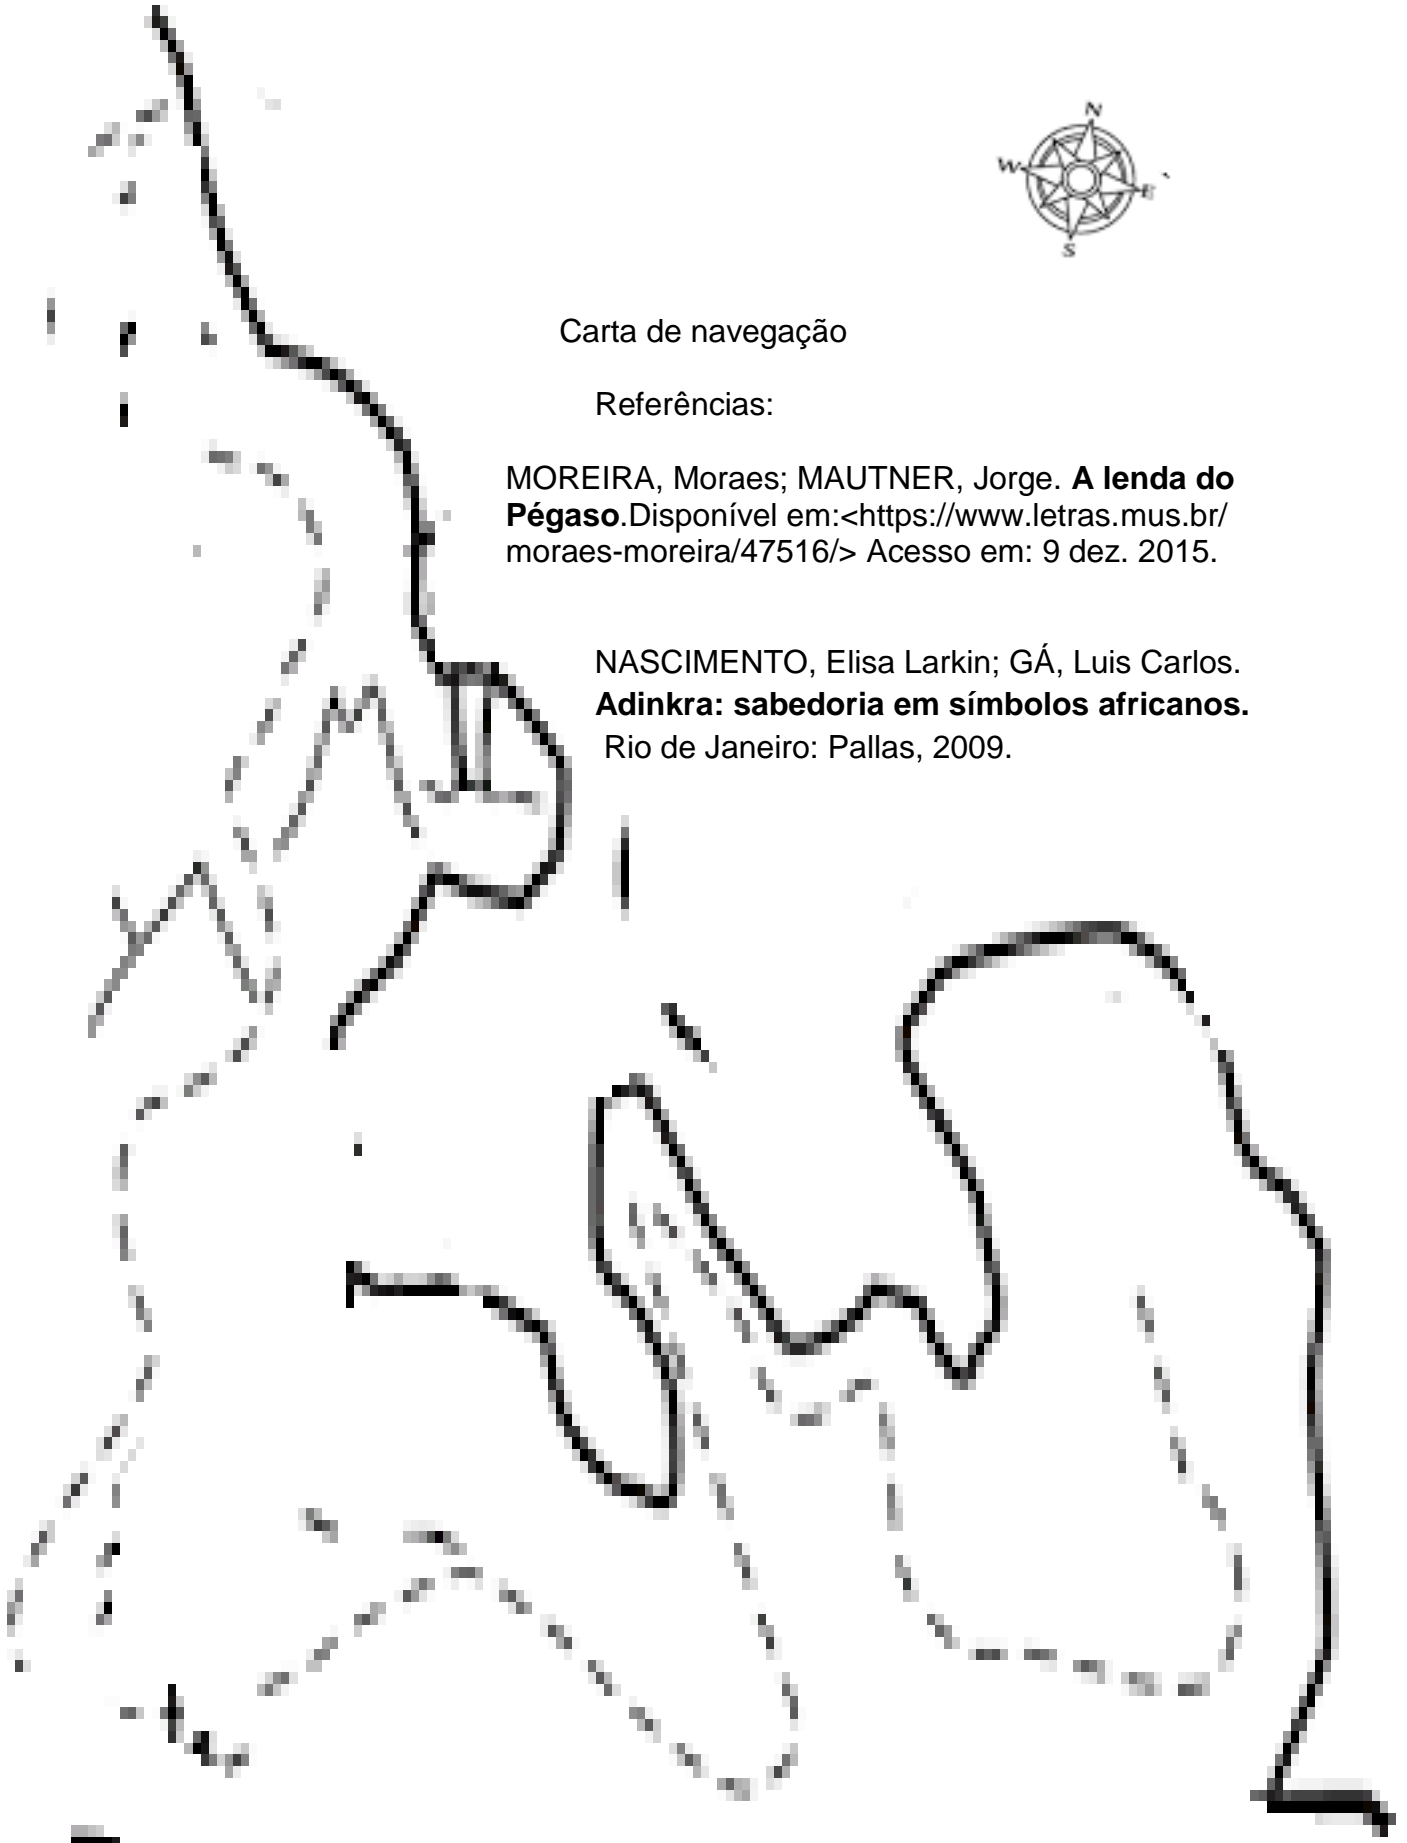 N
W
E
S
Carta de navegação
Referências:
MOREIRA, Moraes; MAUTNER, Jorge. A lenda do
Pégaso.Disponível em:<https://www.letras.mus.br/
moraes-moreira/47516/> Acesso em: 9 dez. 2015.
NASCIMENTO, Elisa Larkin; GÁ, Luis Carlos.
Adinkra: sabedoria em símbolos africanos.
Rio de Janeiro: Pallas, 2009.